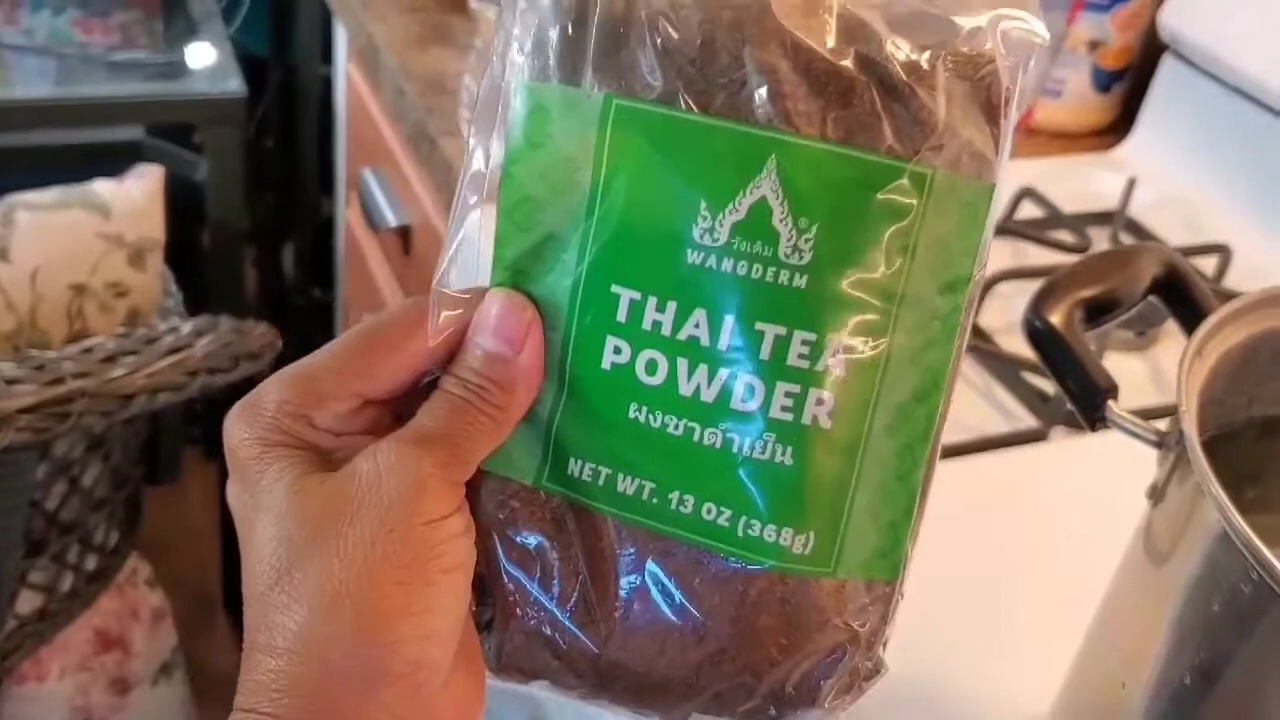 วังเดิม
®
WANGDERM
THAI TEA
POWDER
ผงชาดำเย็น
NET WT. 13 OZ (368g)